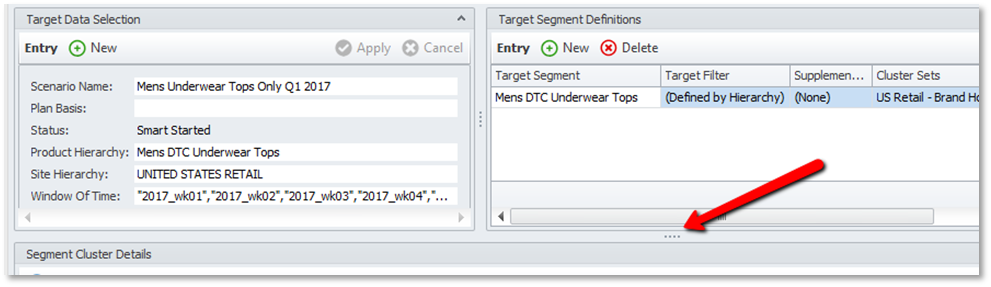 Target Data Selection
Entry New Apply Cancel
Scenario Name: Mens Underwear Tops Only Q1 2017
Plan Basis:
Status: Smart Started
Product Hierarchy: Mens DTC Underwear Tops
Site Hierarchy: UNITED STATES RETAIL
Window Of Time: "2017_wk01","2017_wk02","2017_wk03","2017_wk04","...
Target Segment Definitions
Entry New Delete
Target Segment Target Filter Supplemen... Cluster Sets
Mens DTC Underwear Tops (Defined by Hierarchy) (None) US Retail - Brand Ho
Segment Cluster Details